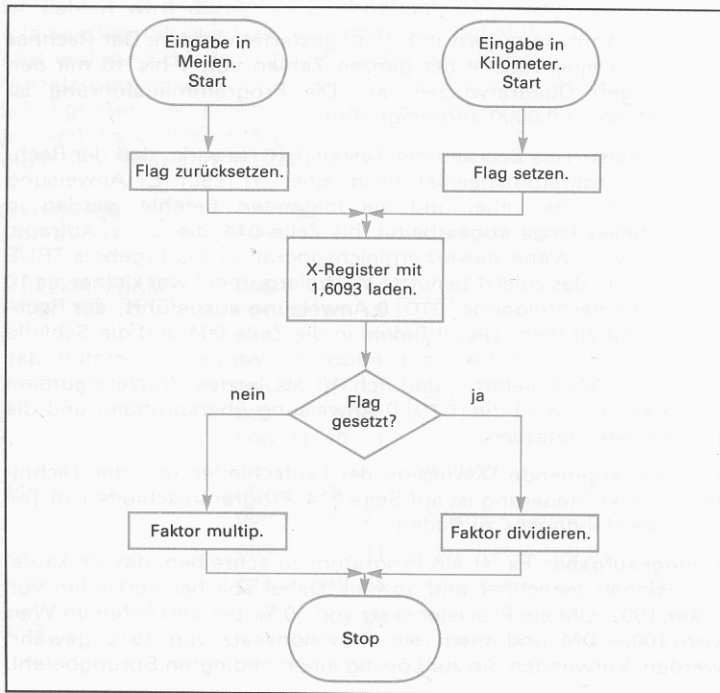 Eingabe in
Meilen.
Start
Eingabe in
Kilometer.
Start
Flag zurücksetzen.
Flag setzen.
X-Register mit
1,6093 laden.
nein
Flag
gesetzt?
ja
Faktor multip.
Faktor dividieren.
Stop